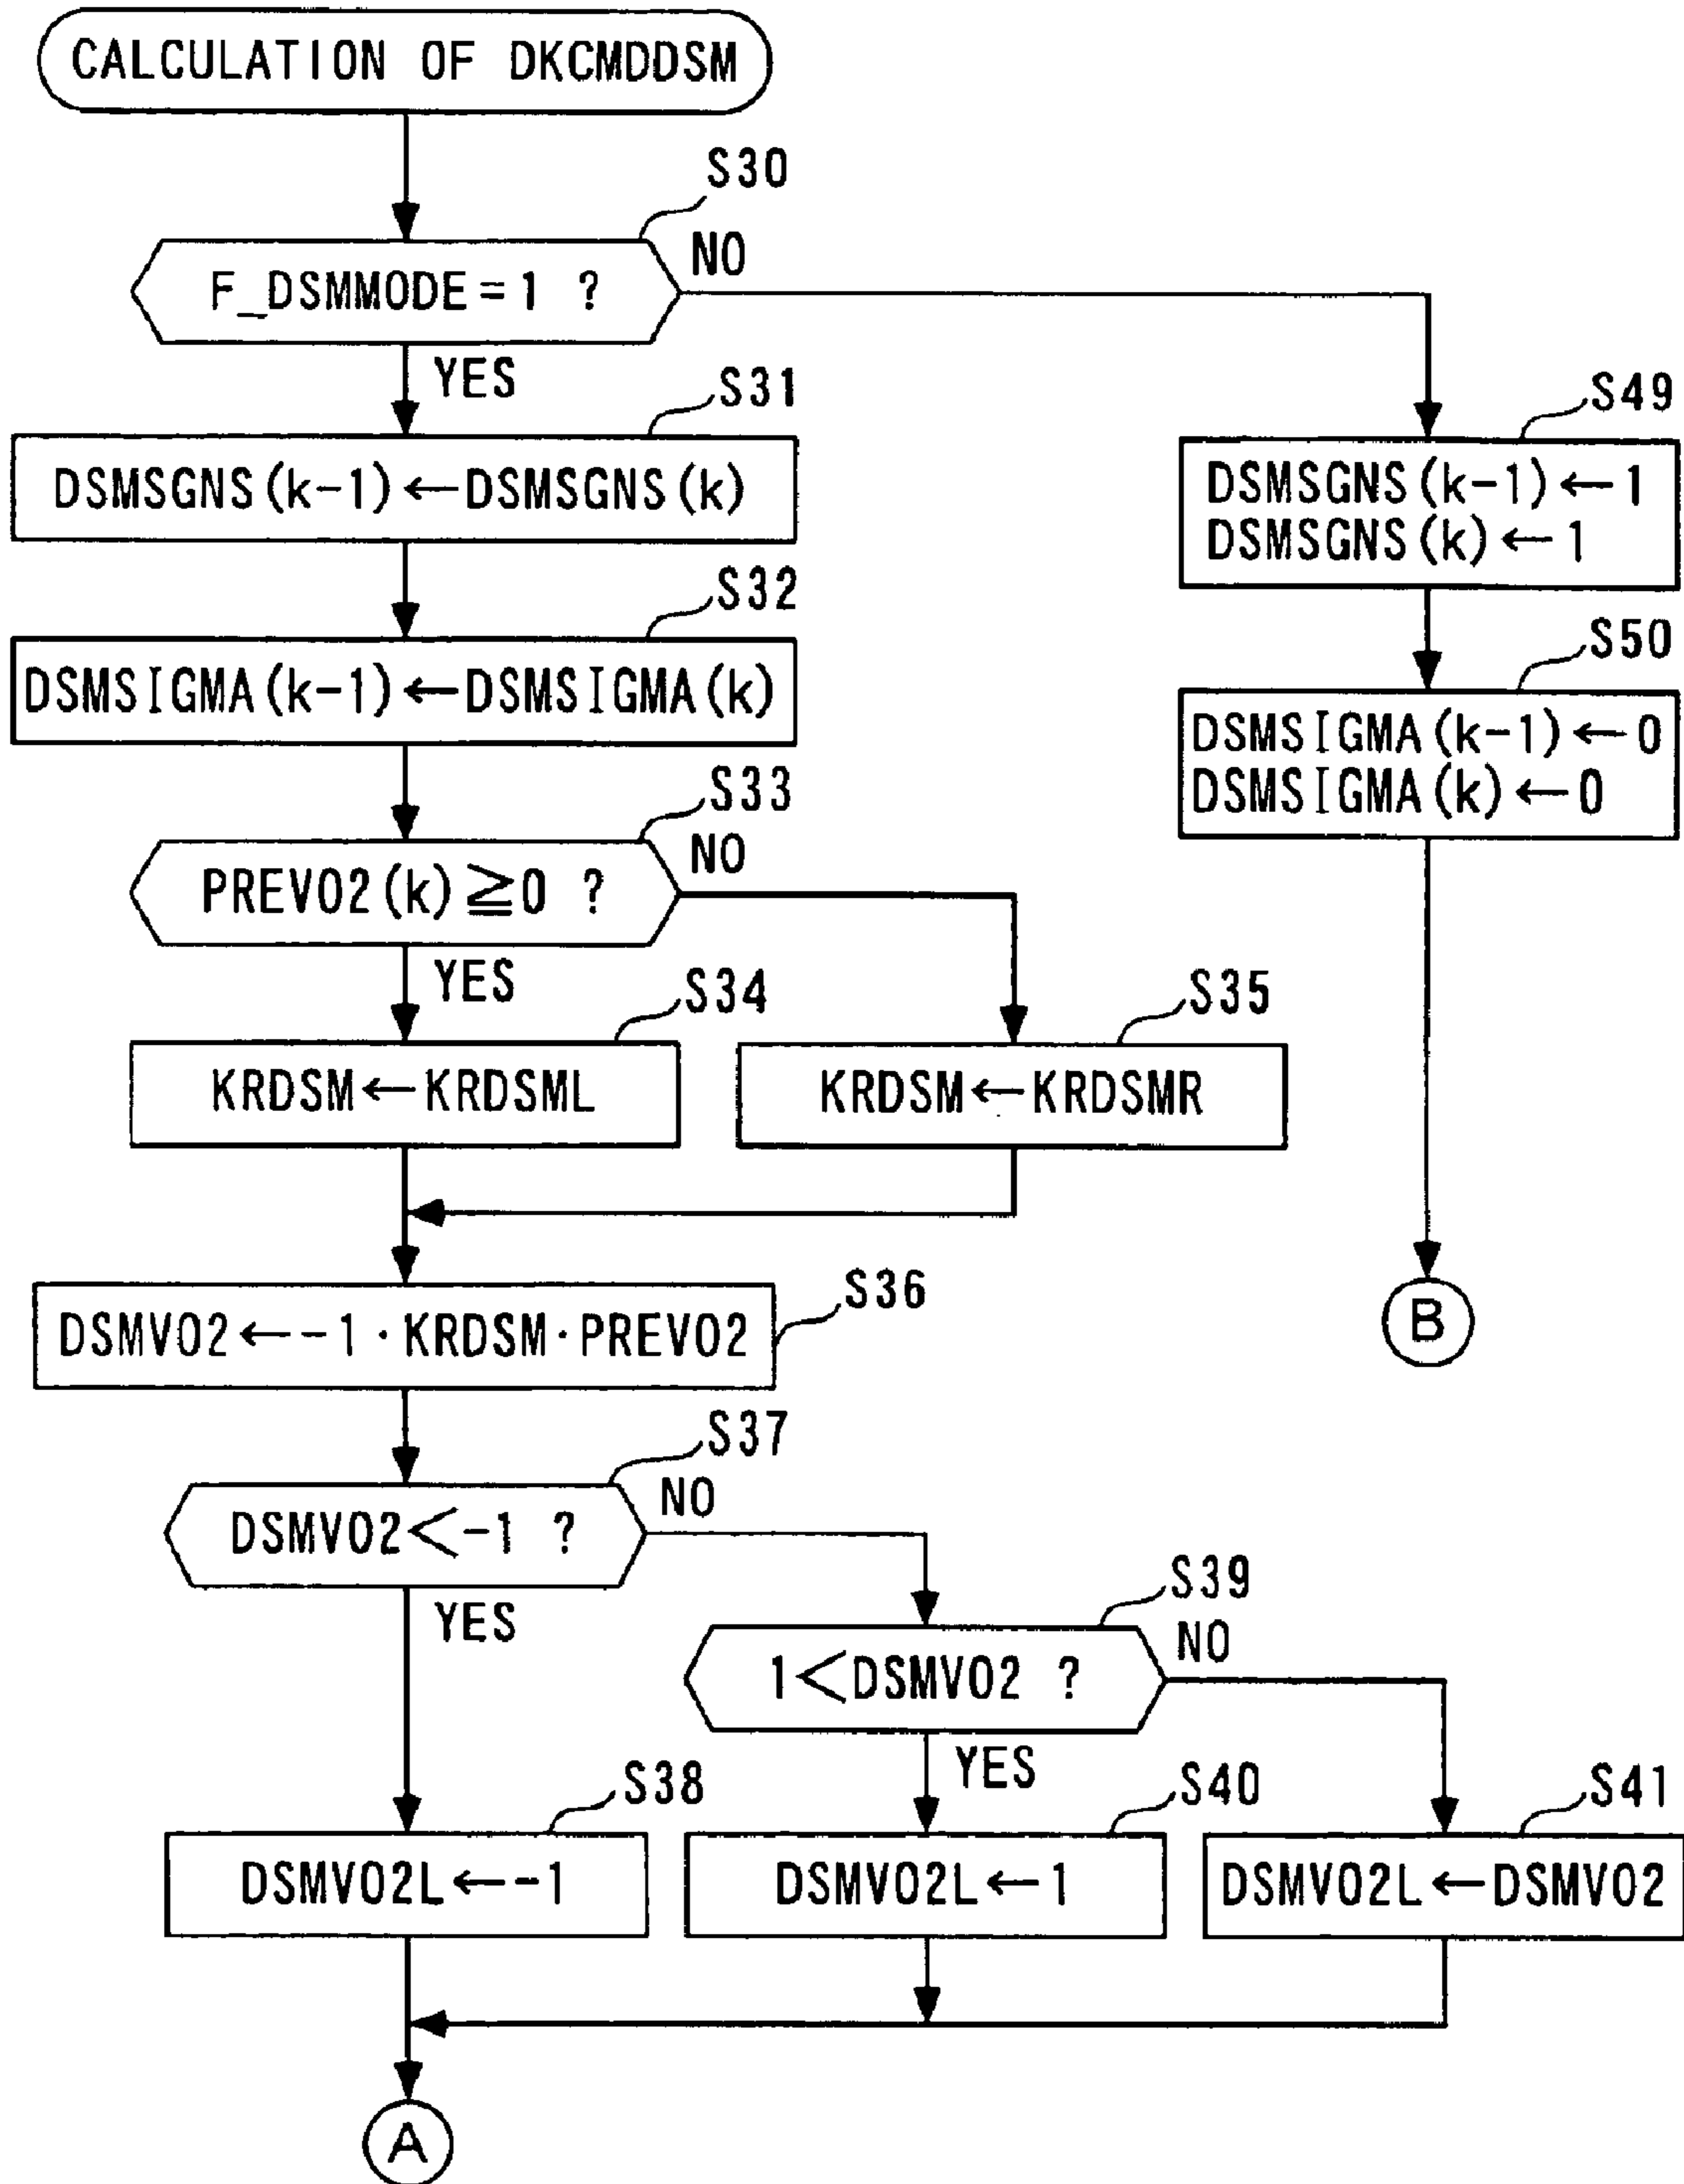 CALCULATION OF DKCMDDSM
S30
F_DSMMODE=1 ?
NO
YES
S31
DSMSGNS(k-1)←DSMSGNS(k)
S32
DSMSIGMA(k-1)←DSMSIGMA(k)
S33
PREVO2(k)≧0 ?
NO
YES
S34
KRDSM←KRDSML
S35
KRDSM←KRDSMR
S36
DSMVO2←-1·KRDSM·PREVO2
S37
DSMVO2<-1 ?
NO
YES
S39
1<DSMVO2 ?
NO
YES
S38
DSMVO2L←-1
S40
DSMVO2L←1
S41
DSMVO2L←DSMVO2
A
S49
DSMSGNS(k-1)←1
DSMSGNS(k)←1
S50
DSMSIGMA(k-1)←0
DSMSIGMA(k)←0
B